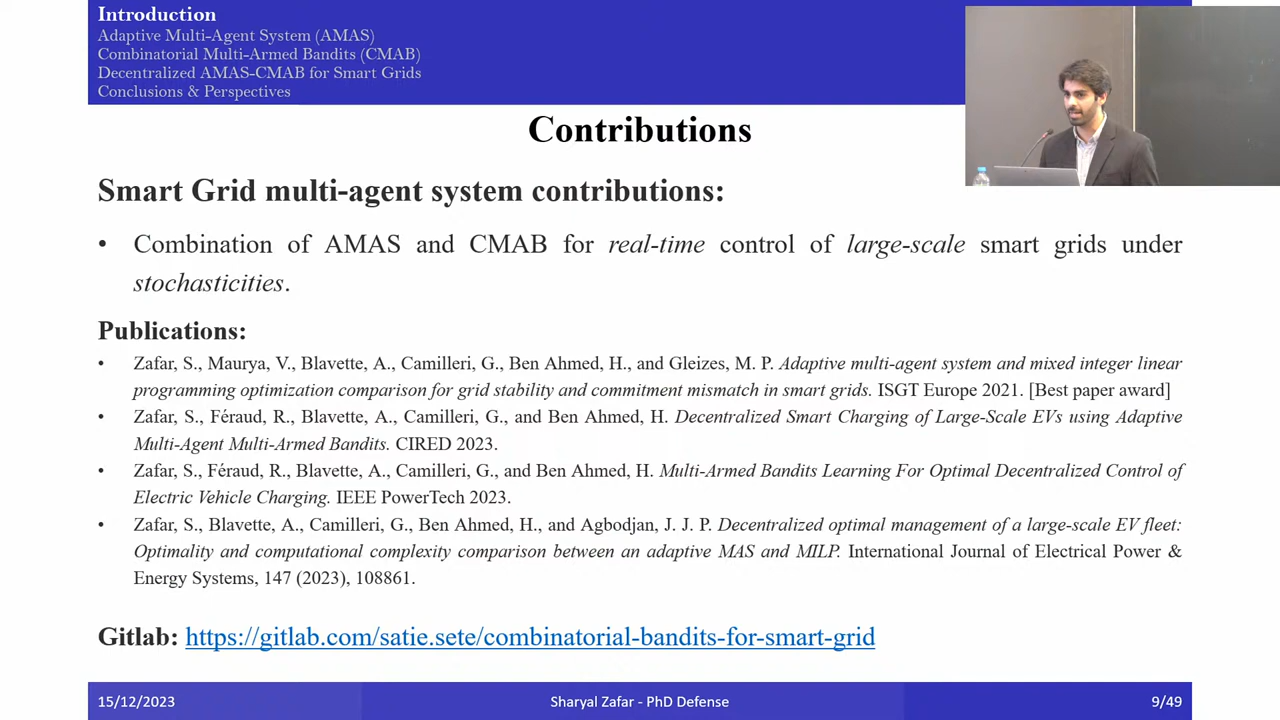 Introduction
Adaptive Multi-Agent System (AMAS)
Combinatorial Multi-Armed Bandits (CMAB)
Decentralized AMAS-CMAB for Smart Grids
Conclusions & Perspectives
Contributions
Smart Grid multi-agent system contributions:
• Combination of AMAS and CMAB for real-time control of large-scale smart grids under
stochasticities.
Publications:
• Zafar, S., Maurya, V., Blavette, A., Camilleri, G., Ben Ahmed, H., and Gleizes, M. P. Adaptive multi-agent system and mixed integer linear
programming optimization comparison for grid stability and commitment mismatch in smart grids. ISGT Europe 2021. [Best paper award]
• Zafar, S., Féraud, R., Blavette, A., Camilleri, G., and Ben Ahmed, H. Decentralized Smart Charging of Large-Scale EVs using Adaptive
Multi-Agent Multi-Armed Bandits. CIRED 2023.
• Zafar, S., Féraud, R., Blavette, A., Camilleri, G., and Ben Ahmed, H. Multi-Armed Bandits Learning For Optimal Decentralized Control of
Electric Vehicle Charging. IEEE PowerTech 2023.
• Zafar, S., Blavette, A., Camilleri, G., Ben Ahmed, H., and Agbodjan, J. J. P. Decentralized optimal management of a large-scale EV fleet:
Optimality and computational complexity comparison between an adaptive MAS and MILP. International Journal of Electrical Power &
Energy Systems, 147 (2023), 108861.
Gitlab: https://gitlab.com/satie.sete/combinatorial-bandits-for-smart-grid
15/12/2023
Sharyal Zafar - PhD Defense
9/49